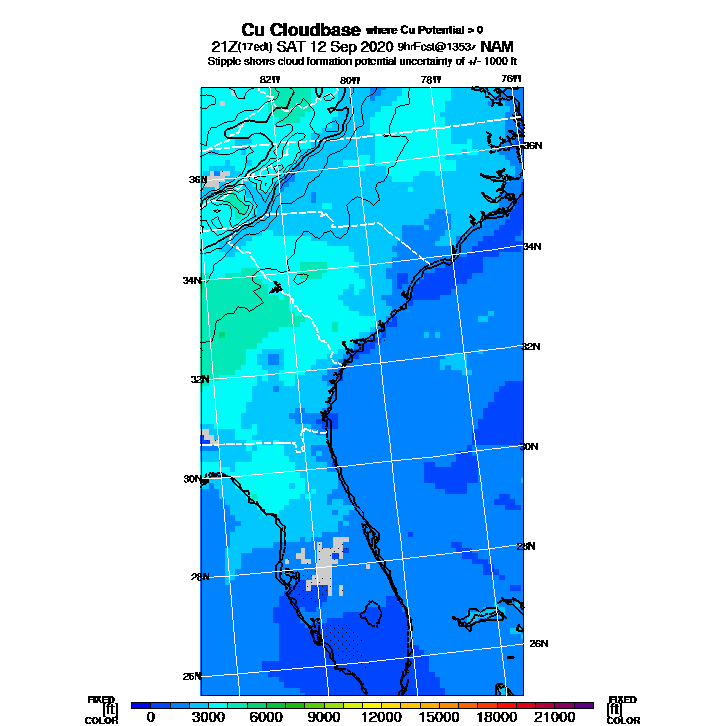 Cu Cloudbase where Cu Potential > 0
21Z(17edt) SAT 12 Sep 2020 9hrFcst@1353z NAM
Stipple shows cloud formation potential uncertainty of +/- 1000 ft
82W 80W 78W 76W
36N 36N
34N 34N
32N 32N
30N 30N
28N 28N
26N 26N
FIXED FIXED
[ft] [ft]
COLOR 0 3000 6000 9000 12000 15000 18000 21000 COLOR